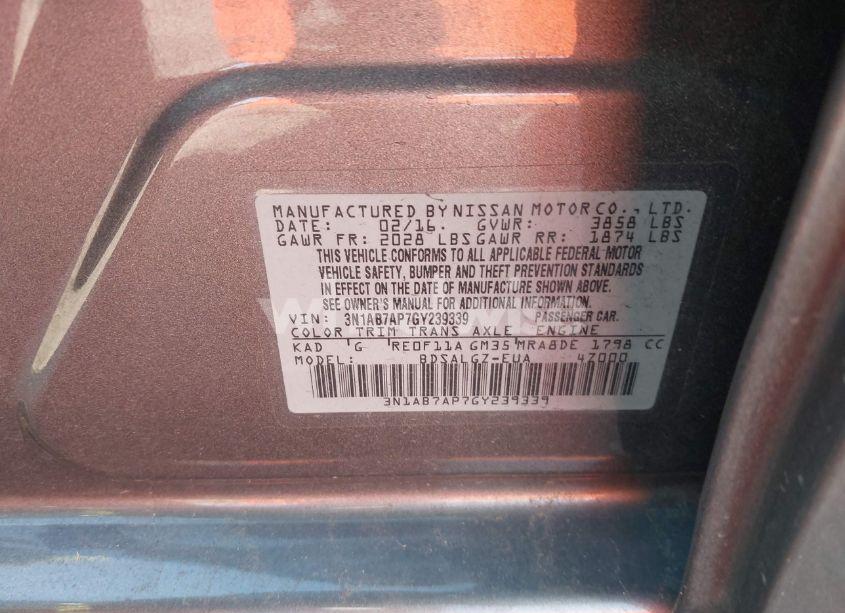 MANUFACTURED BY NISSAN MOTOR CO., LTD.
DATE: 02/16. GVWR: 3858 LBS
GAWR FR: 2028 LBS GAWR RR: 1874 LBS
THIS VEHICLE CONFORMS TO ALL APPLICABLE FEDERAL MOTOR
VEHICLE SAFETY, BUMPER AND THEFT PREVENTION STANDARDS
IN EFFECT ON THE DATE OF MANUFACTURE SHOWN ABOVE.
SEE OWNER'S MANUAL FOR ADDITIONAL INFORMATION.
VIN: 3N1AB7AP7GY239339 PASSENGER CAR.
COLOR TRIM TRANS AXLE ENGINE
KAD G RE0F11A GM35 MRA8DE 1798 CC
MODEL: BDSALGZ-EUA 4Z000
3N1AB7AP7GY239339